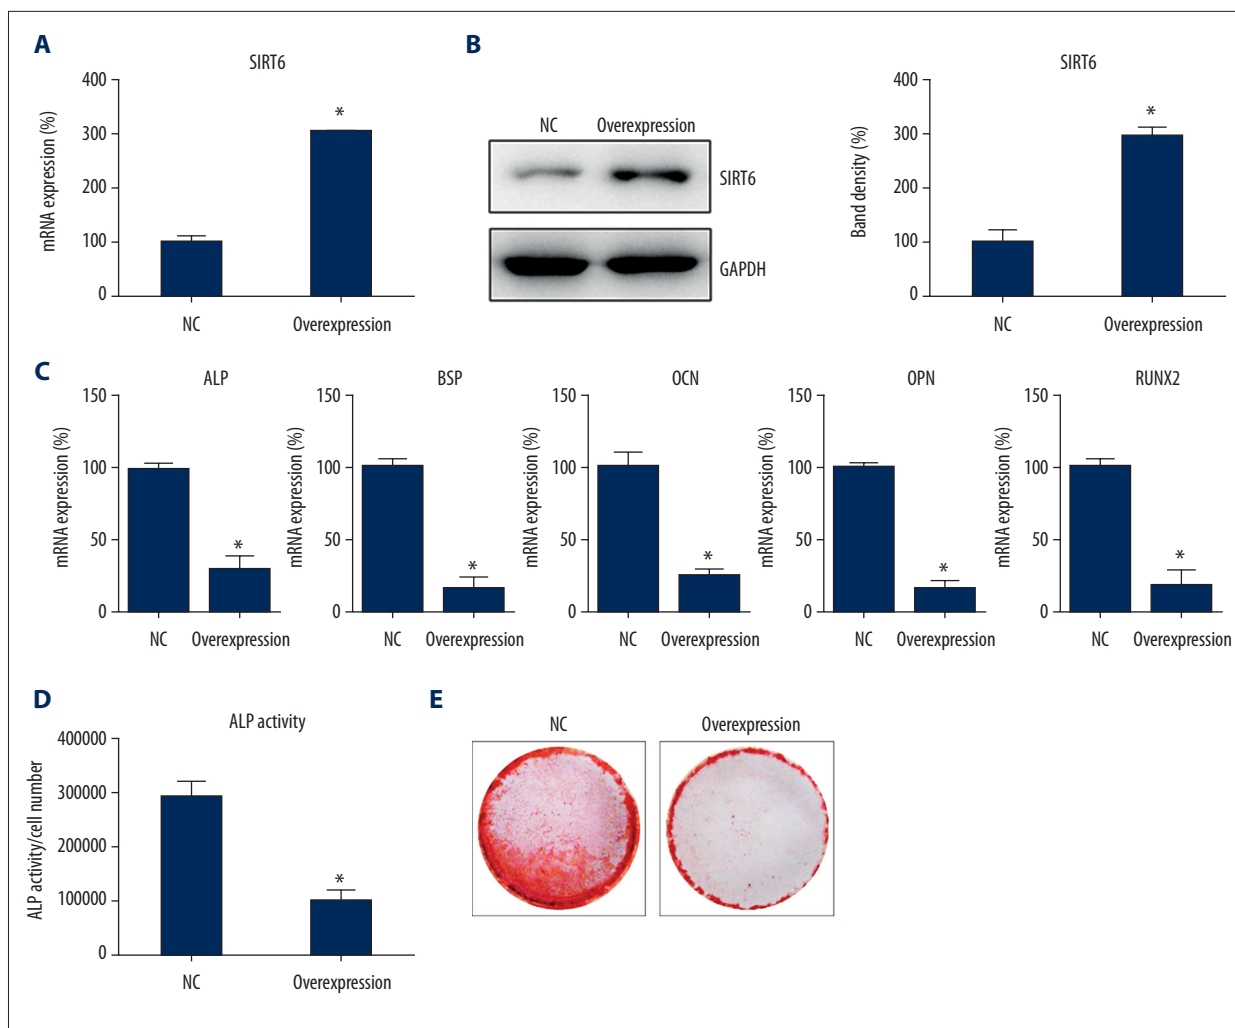 A
SIRT6
mRNA expression (%)
400
300
200
100
0
*
NC
Overexpression
B
NC
Overexpression
SIRT6
GAPDH
SIRT6
Band density (%)
400
300
200
100
0
*
NC
Overexpression
C
ALP
mRNA expression (%)
150
100
50
0
*
NC
Overexpression
BSP
mRNA expression (%)
150
100
50
0
*
NC
Overexpression
OCN
mRNA expression (%)
150
100
50
0
*
NC
Overexpression
OPN
mRNA expression (%)
150
100
50
0
*
NC
Overexpression
RUNX2
mRNA expression (%)
150
100
50
0
*
NC
Overexpression
D
ALP activity
ALP activity/cell number
400000
300000
200000
100000
0
*
NC
Overexpression
E
NC
Overexpression